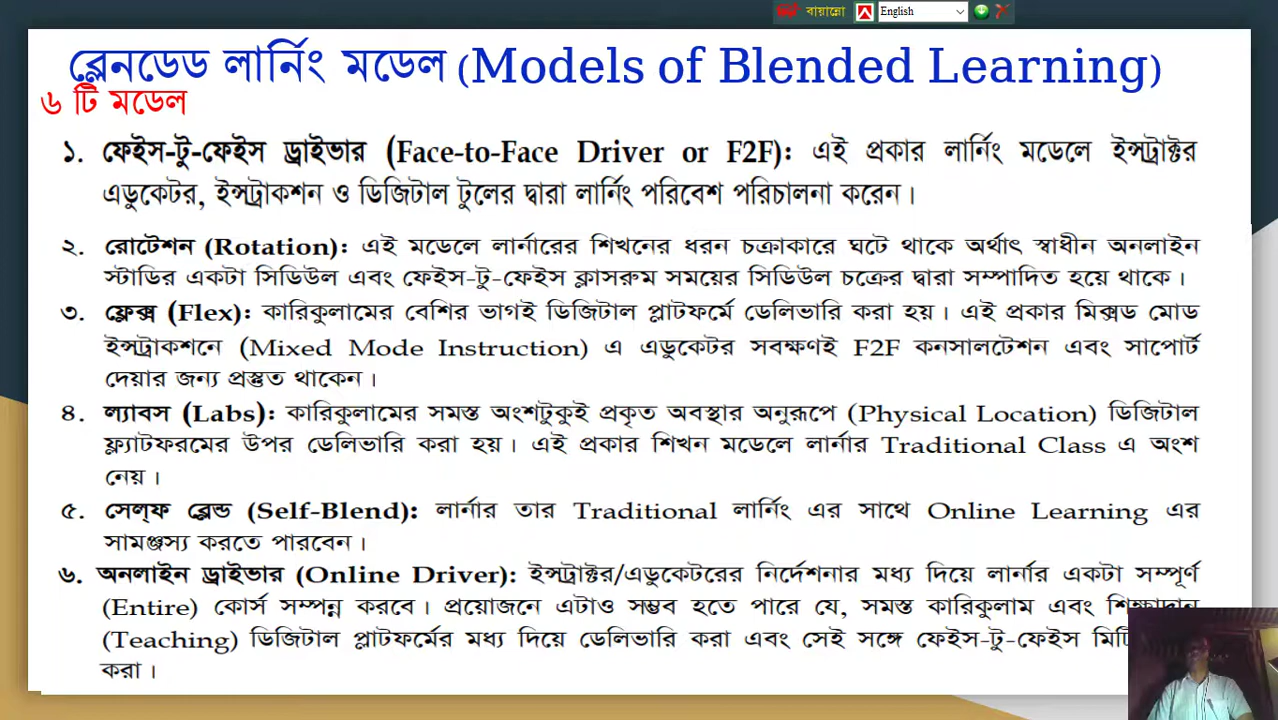 বায়ান্নো English
ব্লেনডেড লার্নিং মডেল (Models of Blended Learning)
৬ টি মডেল
১. ফেইস-টু-ফেইস ড্রাইভার (Face-to-Face Driver or F2F): এই প্রকার লার্নিং মডেলে ইন্সট্রাক্টর
এডুকেটর, ইন্সট্রাকশন ও ডিজিটাল টুলের দ্বারা লার্নিং পরিবেশ পরিচালনা করেন।
২. রোটেশন (Rotation): এই মডেলে লার্নারের শিখনের ধরন চক্রাকারে ঘটে থাকে অর্থাৎ স্বাধীন অনলাইন
স্টাডির একটা সিডিউল এবং ফেইস-টু-ফেইস ক্লাসরুম সময়ের সিডিউল চক্রের দ্বারা সম্পাদিত হয়ে থাকে।
৩. ফ্লেক্স (Flex): কারিকুলামের বেশির ভাগই ডিজিটাল প্লাটফর্মে ডেলিভারি করা হয়। এই প্রকার মিক্সড মোড
ইন্সট্রাকশনে (Mixed Mode Instruction) এ এডুকেটর সবক্ষণই F2F কনসালটেশন এবং সাপোর্ট
দেয়ার জন্য প্রস্তুত থাকেন।
৪. ল্যাবস (Labs): কারিকুলামের সমস্ত অংশটুকুই প্রকৃত অবস্থার অনুরূপে (Physical Location) ডিজিটাল
ফ্ল্যাটফরমের উপর ডেলিভারি করা হয়। এই প্রকার শিখন মডেলে লার্নার Traditional Class এ অংশ
নেয়।
৫. সেল্‌ফ ব্লেন্ড (Self-Blend): লার্নার তার Traditional লার্নিং এর সাথে Online Learning এর
সামঞ্জস্য করতে পারবেন।
৬. অনলাইন ড্রাইভার (Online Driver): ইন্সট্রাক্টর/এডুকেটরের নির্দেশনার মধ্য দিয়ে লার্নার একটা সম্পূর্ণ
(Entire) কোর্স সম্পন্ন করবে। প্রয়োজনে এটাও সম্ভব হতে পারে যে, সমস্ত কারিকুলাম এবং শিক্ষাদান
(Teaching) ডিজিটাল প্লাটফর্মের মধ্য দিয়ে ডেলিভারি করা এবং সেই সঙ্গে ফেইস-টু-ফেইস
করা।